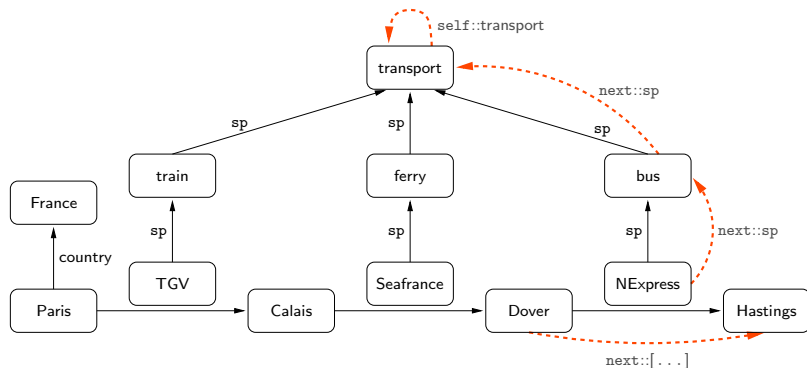 self::transport
transport
next::sp
sp
sp
sp
train
ferry
bus
France
next::sp
sp
sp
sp
country
TGV
Seafrance
NExpress
Paris
Calais
Dover
Hastings
next::[...]